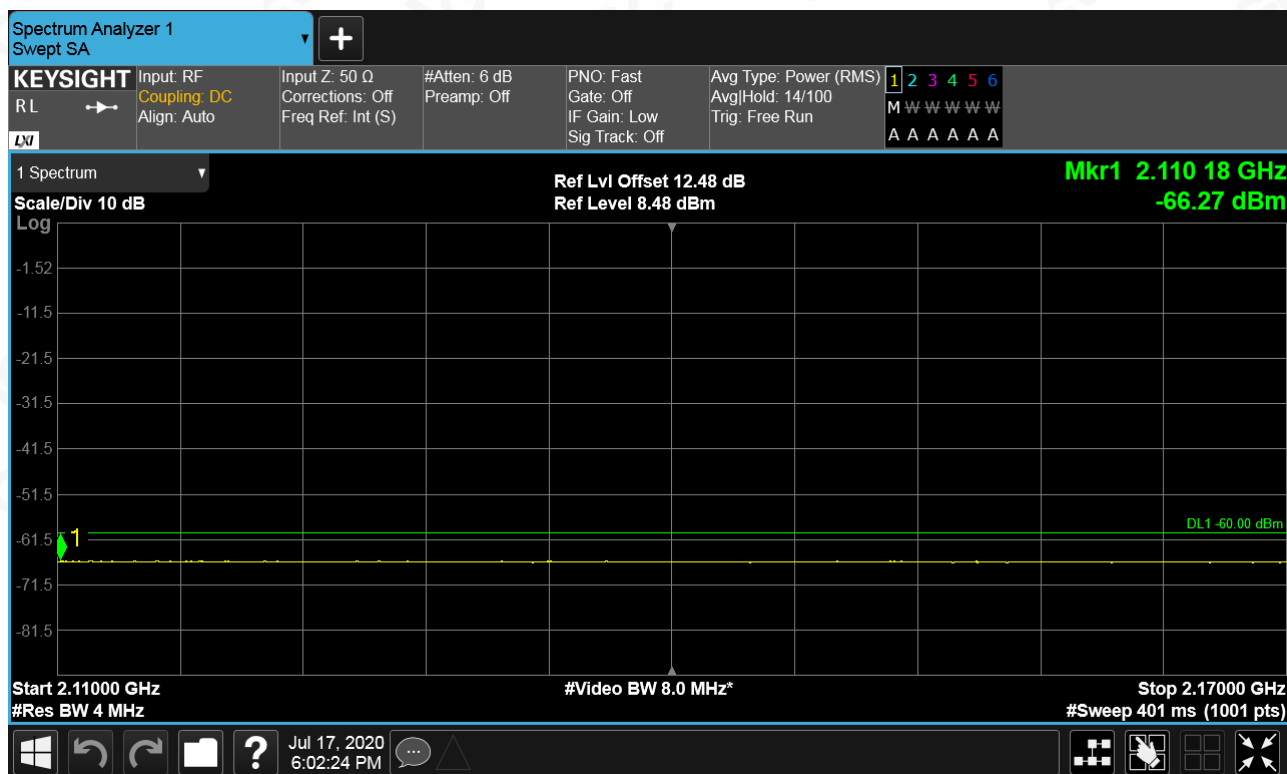 Spectrum Analyzer 1
Swept SA
+
KEYSIGHT
R L
LXI
Input: RF
Coupling: DC
Align: Auto
Input Z: 50 Ω
Corrections: Off
Freq Ref: Int (S)
#Atten: 6 dB
Preamp: Off
PNO: Fast
Gate: Off
IF Gain: Low
Sig Track: Off
Avg Type: Power (RMS)
Avg|Hold: 14/100
Trig: Free Run
1 2 3 4 5 6
M W W W W W
A A A A A A
1 Spectrum
Scale/Div 10 dB
Log
Ref Lvl Offset 12.48 dB
Ref Level 8.48 dBm
Mkr1 2.110 18 GHz
-66.27 dBm
-1.52
-11.5
-21.5
-31.5
-41.5
-51.5
DL1 -60.00 dBm
-61.5
1
-71.5
-81.5
Start 2.11000 GHz
#Res BW 4 MHz
#Video BW 8.0 MHz*
Stop 2.17000 GHz
#Sweep 401 ms (1001 pts)
?
Jul 17, 2020
6:02:24 PM